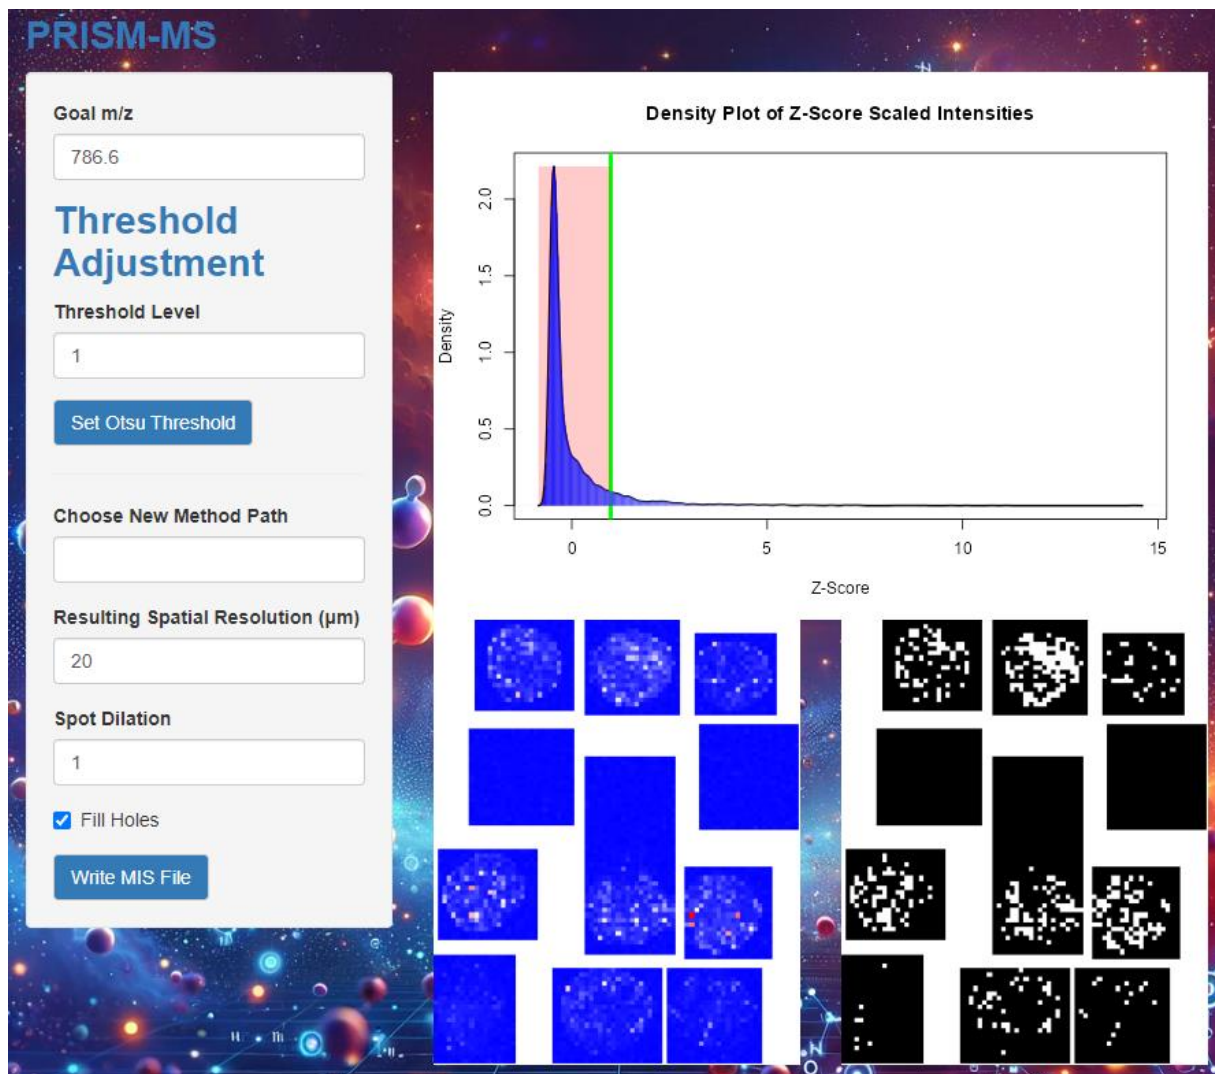 PRISM-MS
Goal m/z
786.6
Threshold
Adjustment
Threshold Level
1
Set Otsu Threshold
Choose New Method Path
Resulting Spatial Resolution (µm)
20
Spot Dilation
1
Fill Holes
Write MIS File
Density Plot of Z-Score Scaled Intensities
Density
2.0
1.5
1.0
0.5
0.0
0 5 10 15
Z-Score